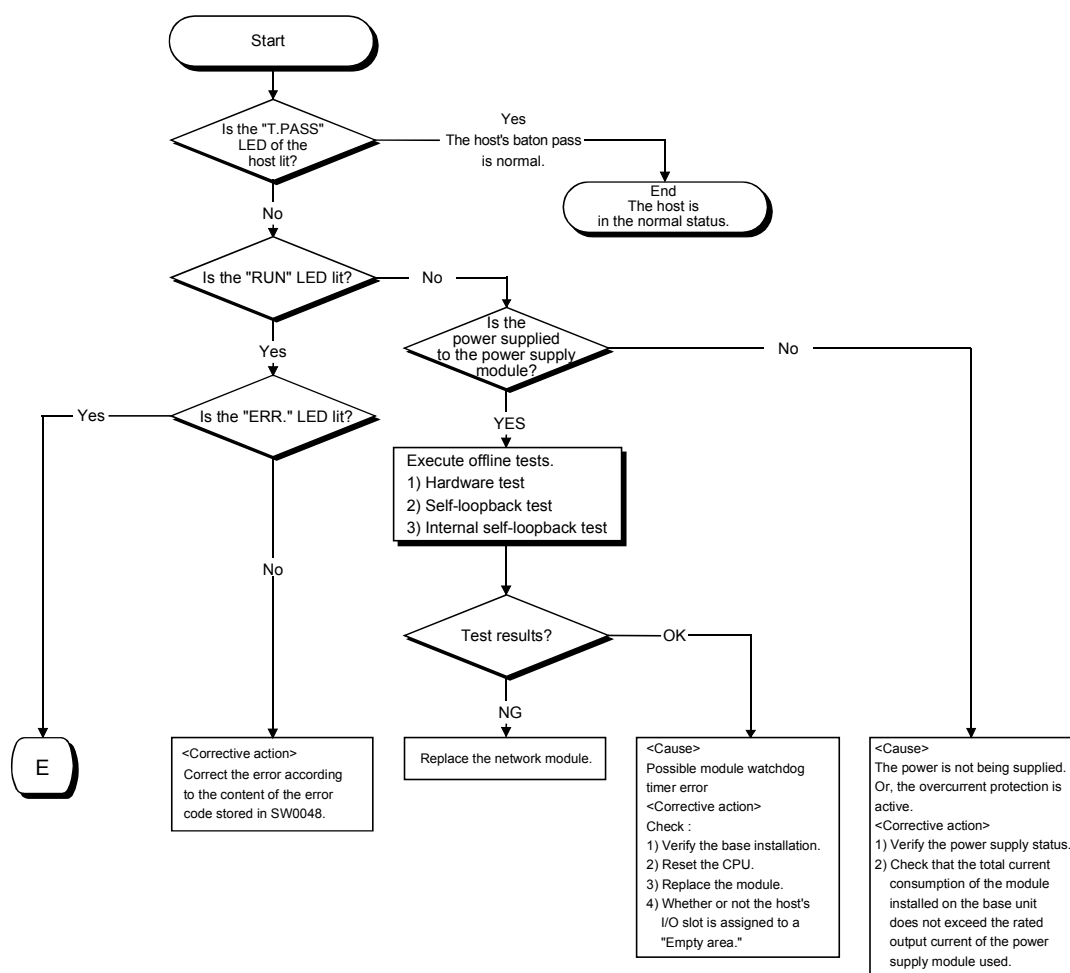 Start
Is the "T.PASS"
LED of the
host lit?
Yes
The host's baton pass
is normal.
End
The host is
in the normal status.
No
Is the "RUN" LED lit?
No
Is the
power supplied
to the power supply
module?
No
Yes
Is the "ERR." LED lit?
Yes
YES
Execute offline tests.
1) Hardware test
2) Self-loopback test
3) Internal self-loopback test
No
Test results?
OK
NG
E
<Corrective action>
Correct the error according
to the content of the error
code stored in SW0048.
Replace the network module.
<Cause>
Possible module watchdog
timer error
<Corrective action>
Check :
1) Verify the base installation.
2) Reset the CPU.
3) Replace the module.
4) Whether or not the host's
I/O slot is assigned to a
"Empty area."
<Cause>
The power is not being supplied.
Or, the overcurrent protection is
active.
<Corrective action>
1) Verify the power supply status.
2) Check that the total current
consumption of the module
installed on the base unit
does not exceed the rated
output current of the power
supply module used.